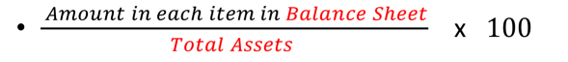 • Amount in each item in Balance Sheet
Total Assets
x 100